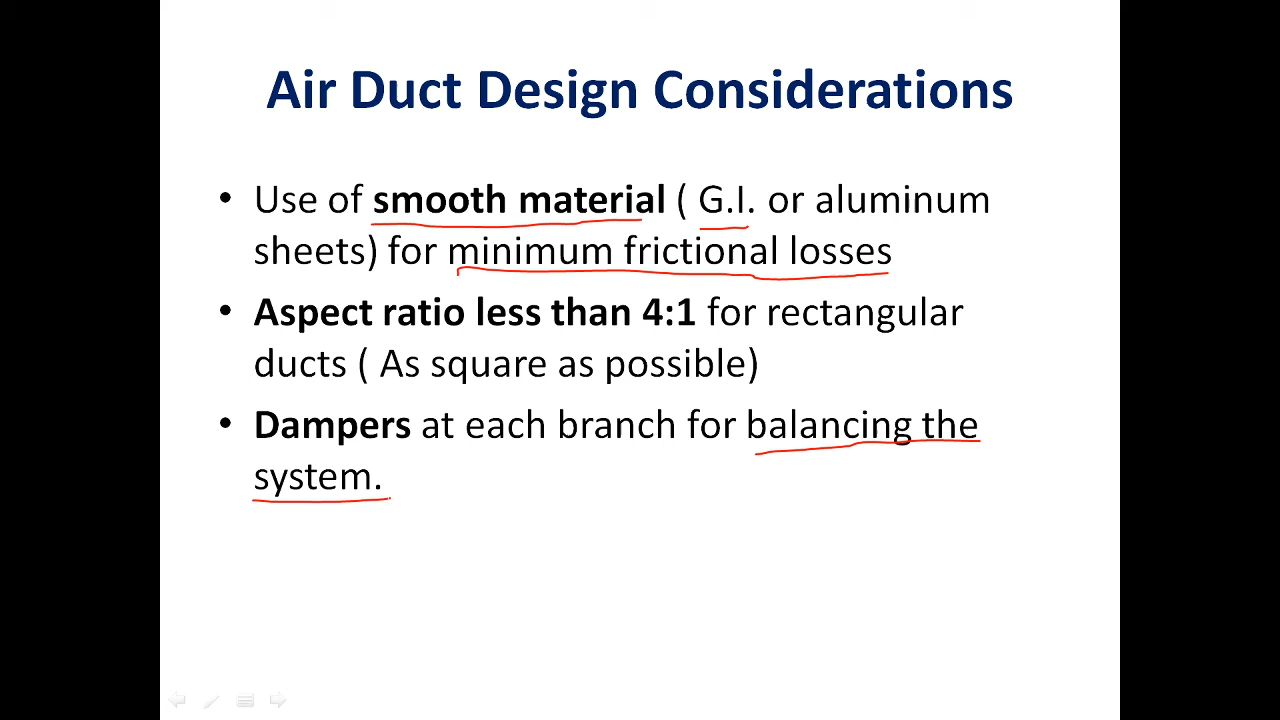 Air Duct Design Considerations
• Use of smooth material ( G.I. or aluminum
sheets) for minimum frictional losses
• Aspect ratio less than 4:1 for rectangular
ducts ( As square as possible)
• Dampers at each branch for balancing the
system.